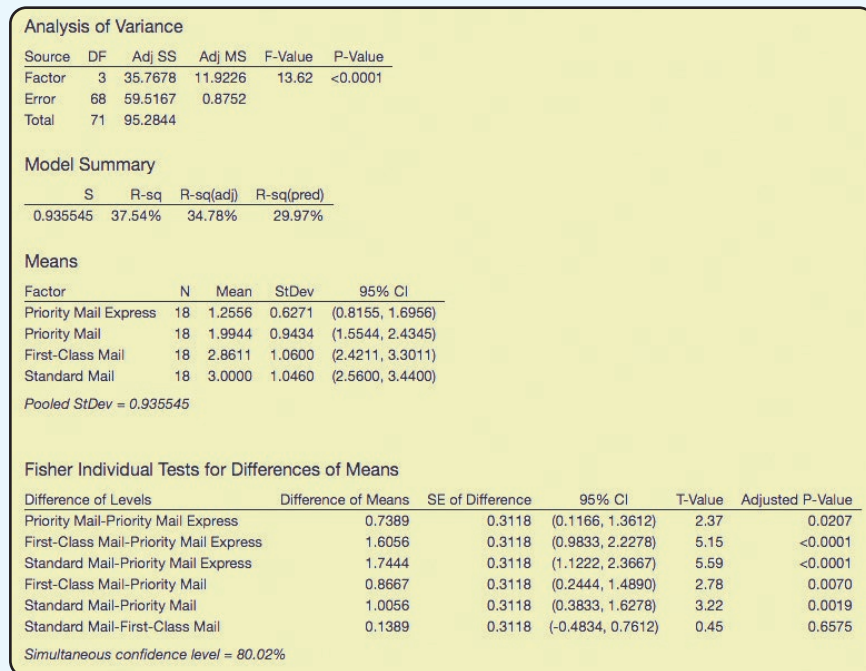 Analysis of Variance
Source DF Adj SS Adj MS F-Value P-Value
Factor 3 35.7678 11.9226 13.62 <0.0001
Error 68 59.5167 0.8752
Total 71 95.2844
Model Summary
S R-sq R-sq(adj) R-sq(pred)
0.935545 37.54% 34.78% 29.97%
Means
Factor N Mean StDev 95% CI
Priority Mail Express 18 1.2556 0.6271 (0.8155, 1.6956)
Priority Mail 18 1.9944 0.9434 (1.5544, 2.4345)
First-Class Mail 18 2.8611 1.0600 (2.4211, 3.3011)
Standard Mail 18 3.0000 1.0460 (2.5600, 3.4400)
Pooled StDev = 0.935545
Fisher Individual Tests for Differences of Means
Difference of Levels Difference of Means SE of Difference 95% CI T-Value Adjusted P-Value
Priority Mail-Priority Mail Express 0.7389 0.3118 (0.1166, 1.3612) 2.37 0.0207
First-Class Mail-Priority Mail Express 1.6056 0.3118 (0.9833, 2.2278) 5.15 <0.0001
Standard Mail-Priority Mail Express 1.7444 0.3118 (1.1222, 2.3667) 5.59 <0.0001
First-Class Mail-Priority Mail 0.8667 0.3118 (0.2444, 1.4890) 2.78 0.0070
Standard Mail-Priority Mail 1.0056 0.3118 (0.3833, 1.6278) 3.22 0.0019
Standard Mail-First-Class Mail 0.1389 0.3118 (-0.4834, 0.7612) 0.45 0.6575
Simultaneous confidence level = 80.02%